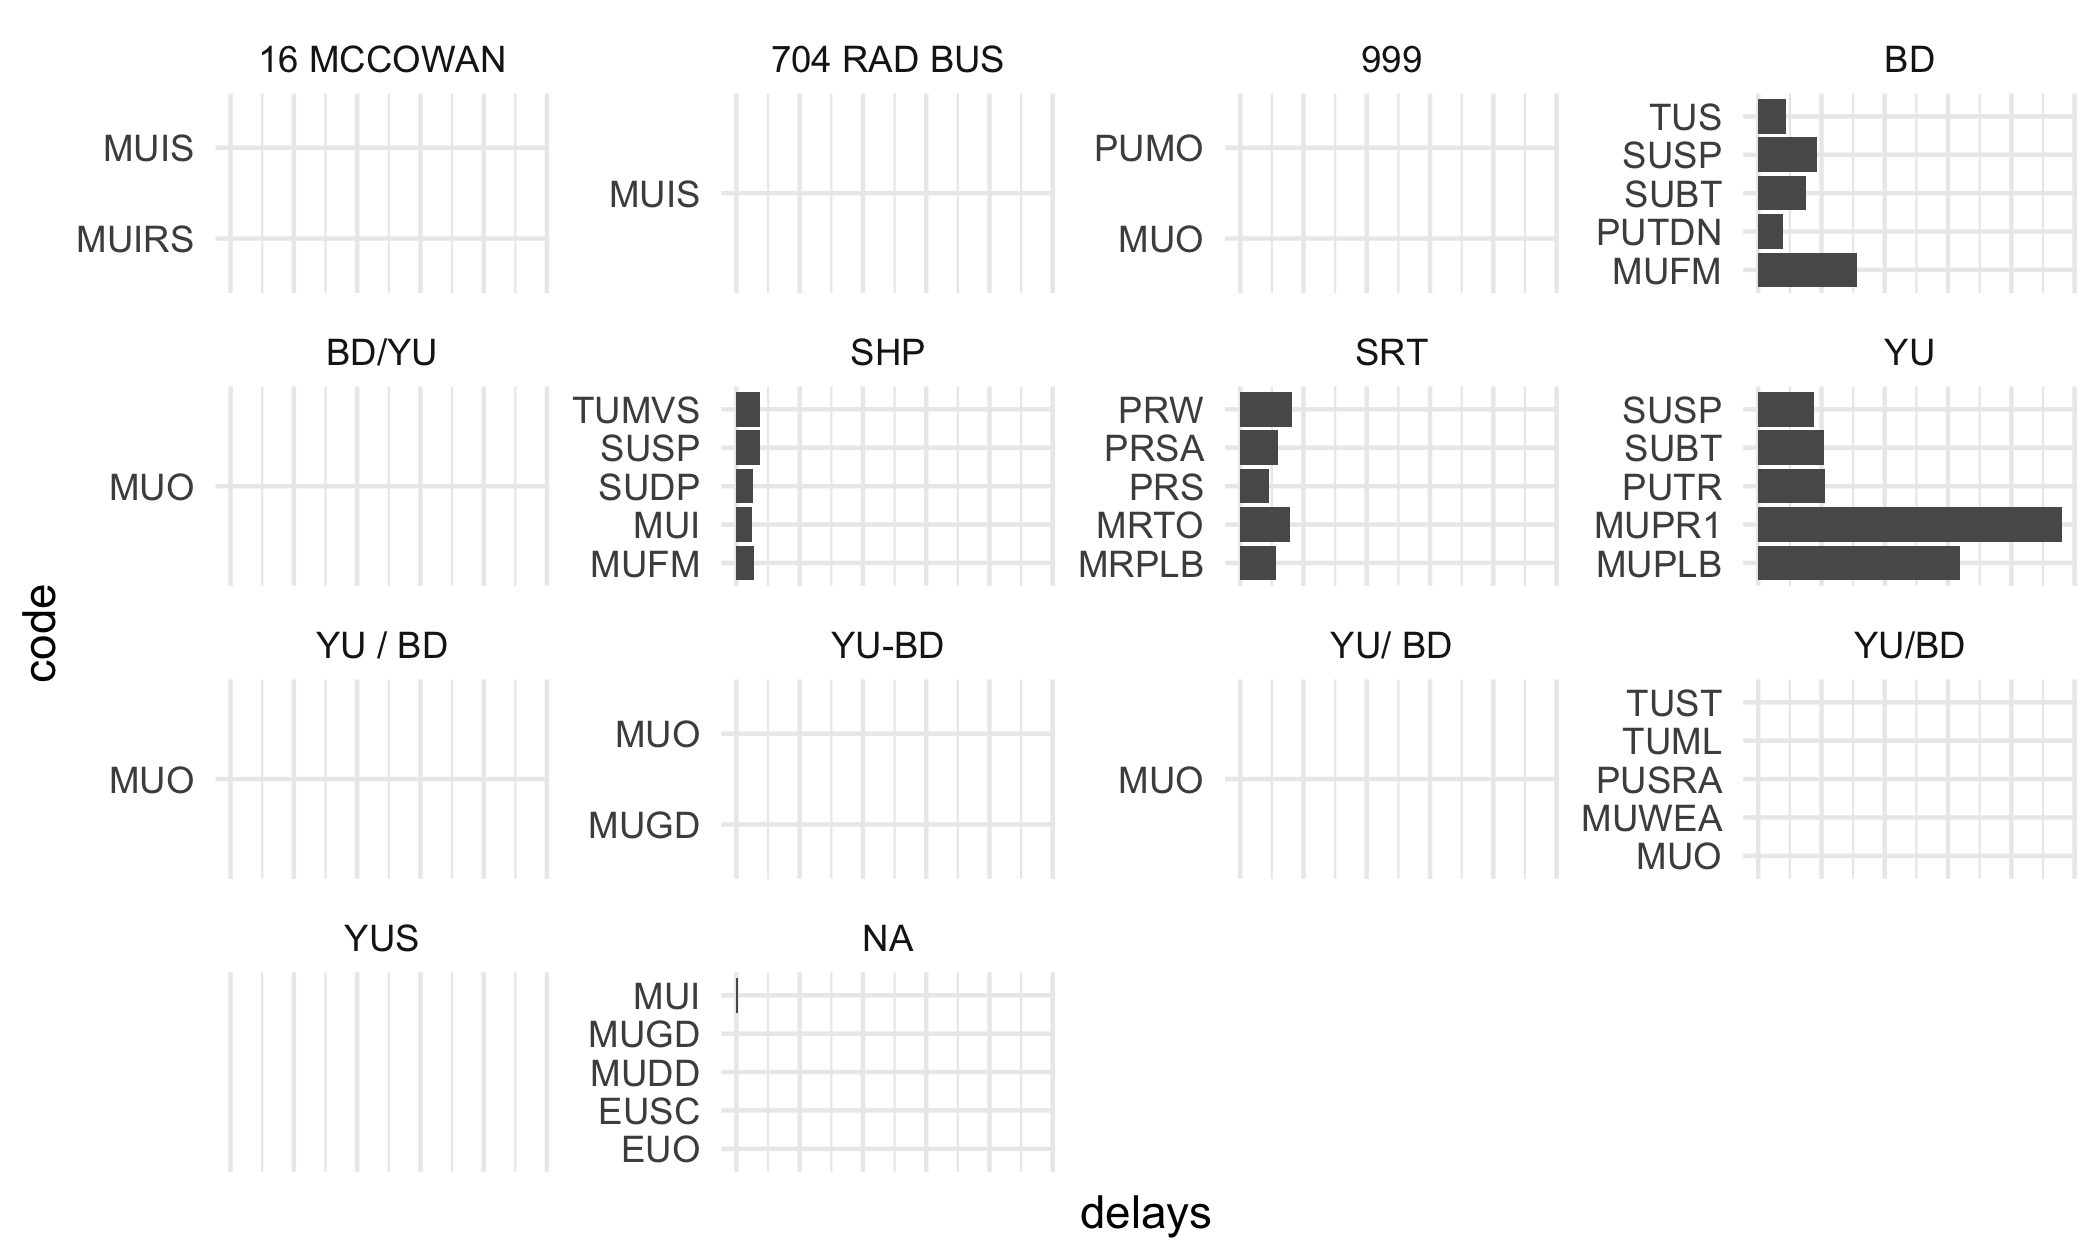 16 MCCOWAN
704 RAD BUS
999
BD
MUIS
MUIRS
MUIS
PUMO
MUO
TUS
SUSP
SUBT
PUTDN
MUFM
BD/YU
SHP
SRT
YU
MUO
TUMVS
SUSP
SUDP
MUI
MUFM
PRW
PRSA
PRS
MRTO
MRPLB
SUSP
SUBT
PUTR
MUPR1
MUPLB
code
YU / BD
YU-BD
YU/ BD
YU/BD
MUO
MUO
MUGD
MUO
TUST
TUML
PUSRA
MUWEA
MUO
YUS
NA
MUI
MUGD
MUDD
EUSC
EUO
delays